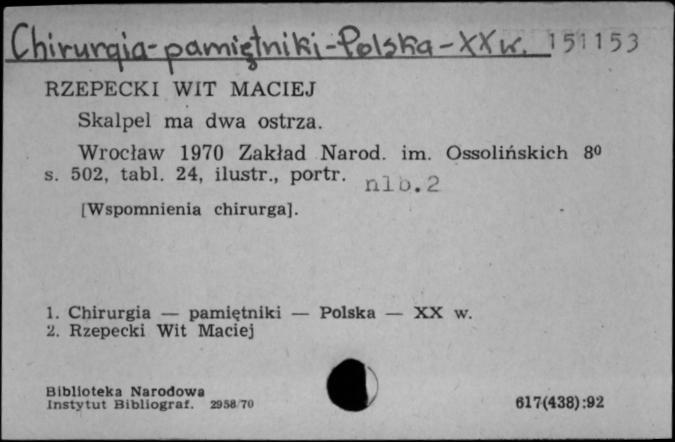 Chirurgia-pamiętniki-Polska-XX w. 151153
RZEPECKI WIT MACIEJ
Skalpel ma dwa ostrza.
Wrocław 1970 Zakład Narod. im. Ossolińskich 8⁰
s. 502, tabl. 24, ilustr., portr. nlb.2
[Wspomnienia chirurga].
1. Chirurgia — pamiętniki — Polska — XX w.
2. Rzepecki Wit Maciej
Biblioteka Narodowa
Instytut Bibliograf. 2958/70
617(438):92